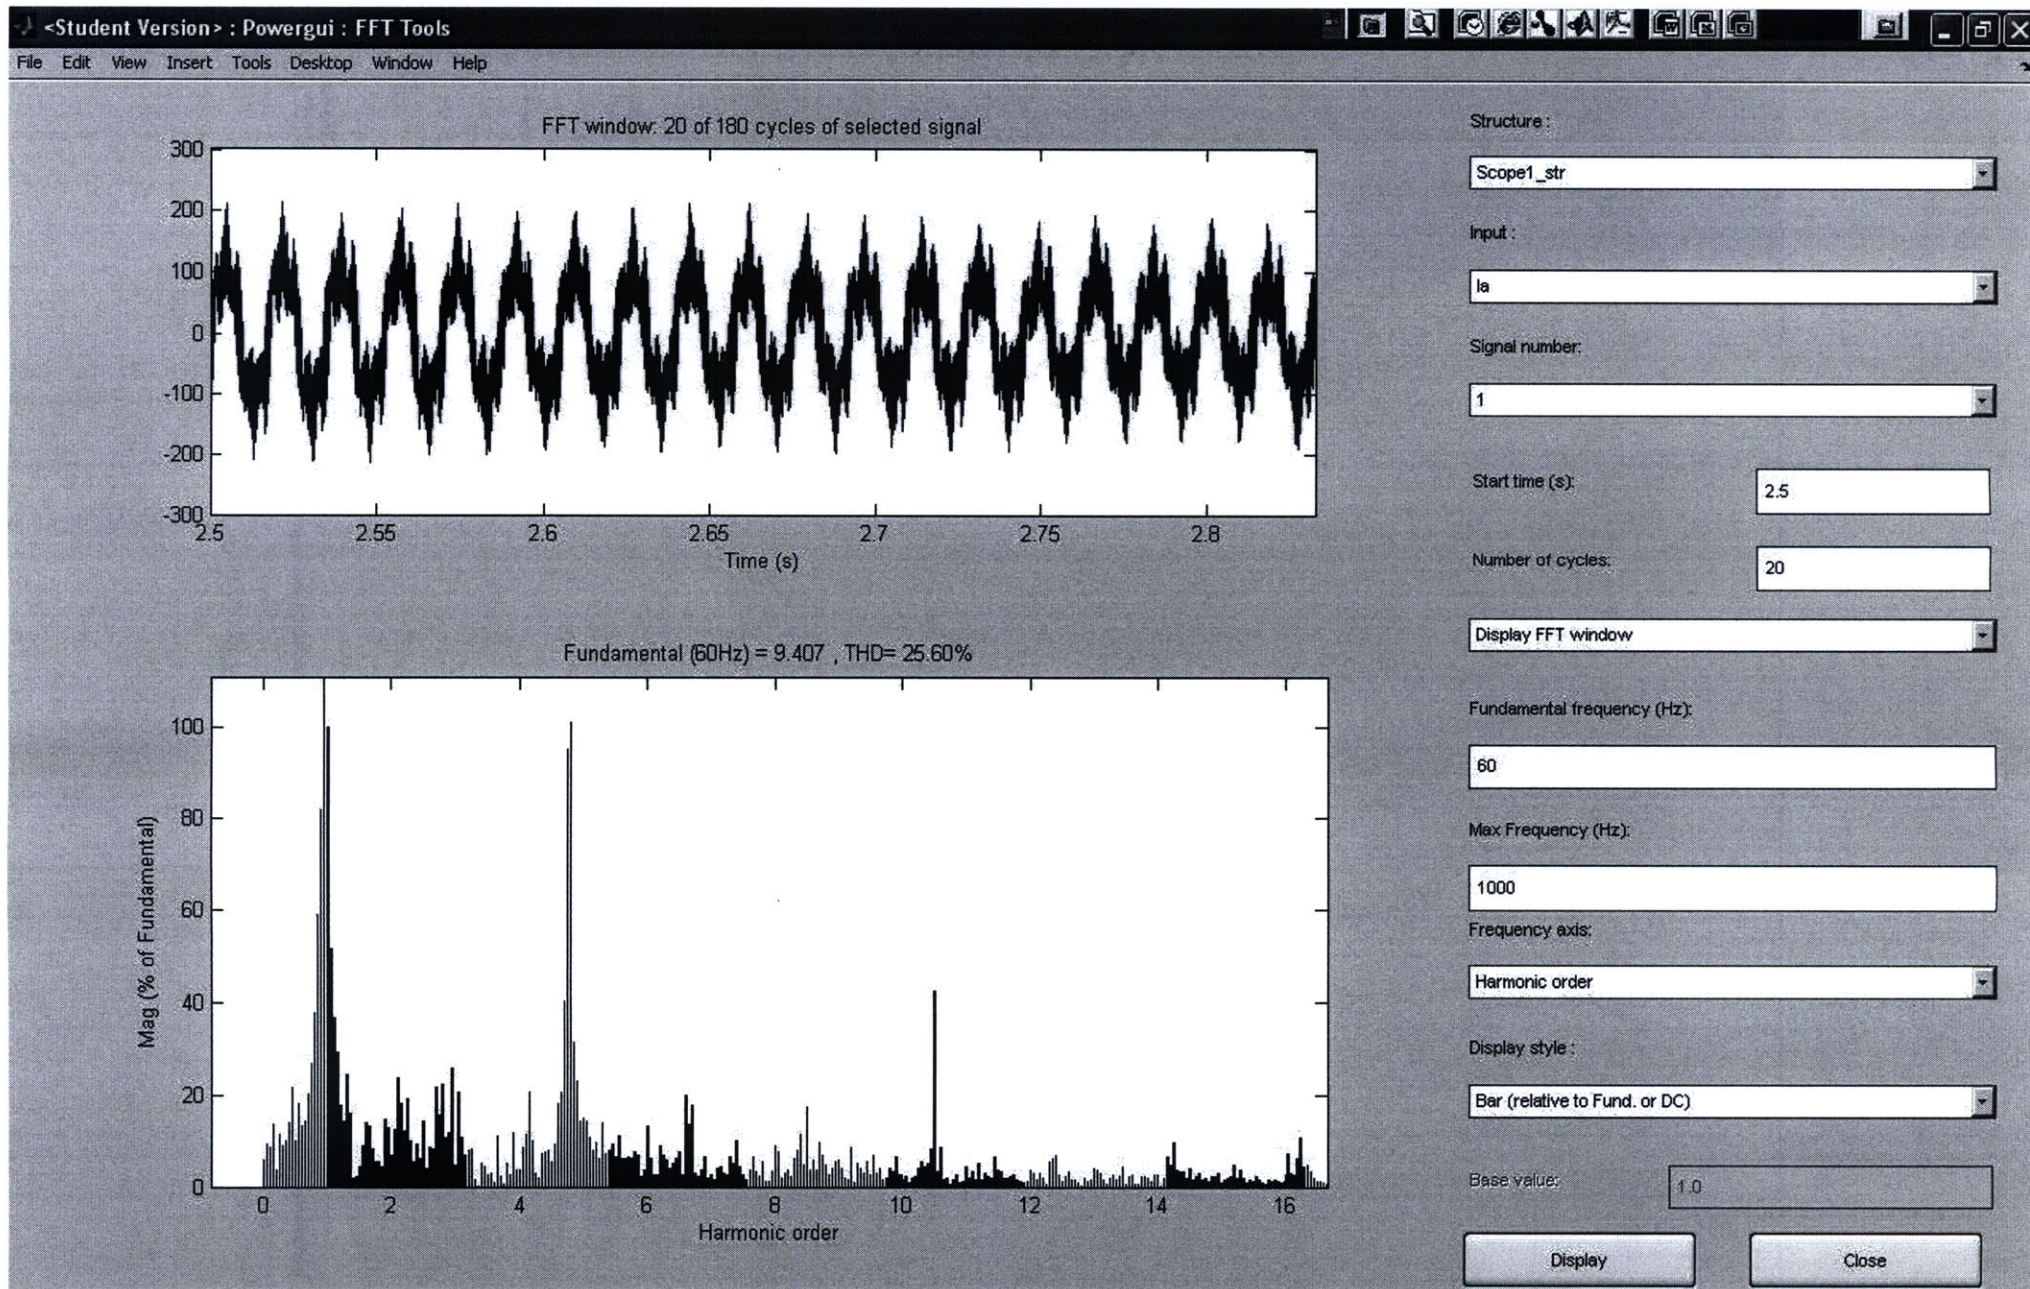 <Student Version> : Powergui : FFT Tools
File Edit View Insert Tools Desktop Window Help
FFT window: 20 of 180 cycles of selected signal
300
200
100
0
-100
-200
-300
2.5 2.55 2.6 2.65 2.7 2.75 2.8
Time (s)
Fundamental (60Hz) = 9.407 , THD= 25.60%
Mag (% of Fundamental)
100
80
60
40
20
0
0 2 4 6 8 10 12 14 16
Harmonic order
Structure :
Scope1_str
Input :
Ia
Signal number:
1
Start time (s):
2.5
Number of cycles:
20
Display FFT window
Fundamental frequency (Hz):
60
Max Frequency (Hz):
1000
Frequency axis:
Harmonic order
Display style :
Bar (relative to Fund. or DC)
Base value:
1.0
Display
Close